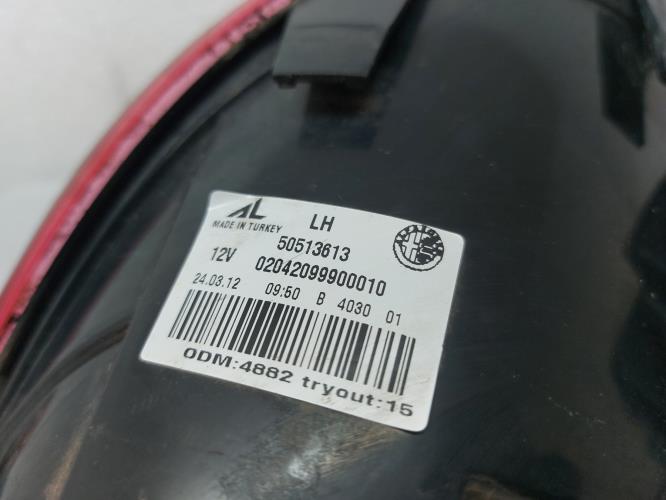 AL LH
MADE IN TURKEY 50513613
12V 02042099900010
24.03.12 09:50 B 4030 01
ODM:4882 tryout:15